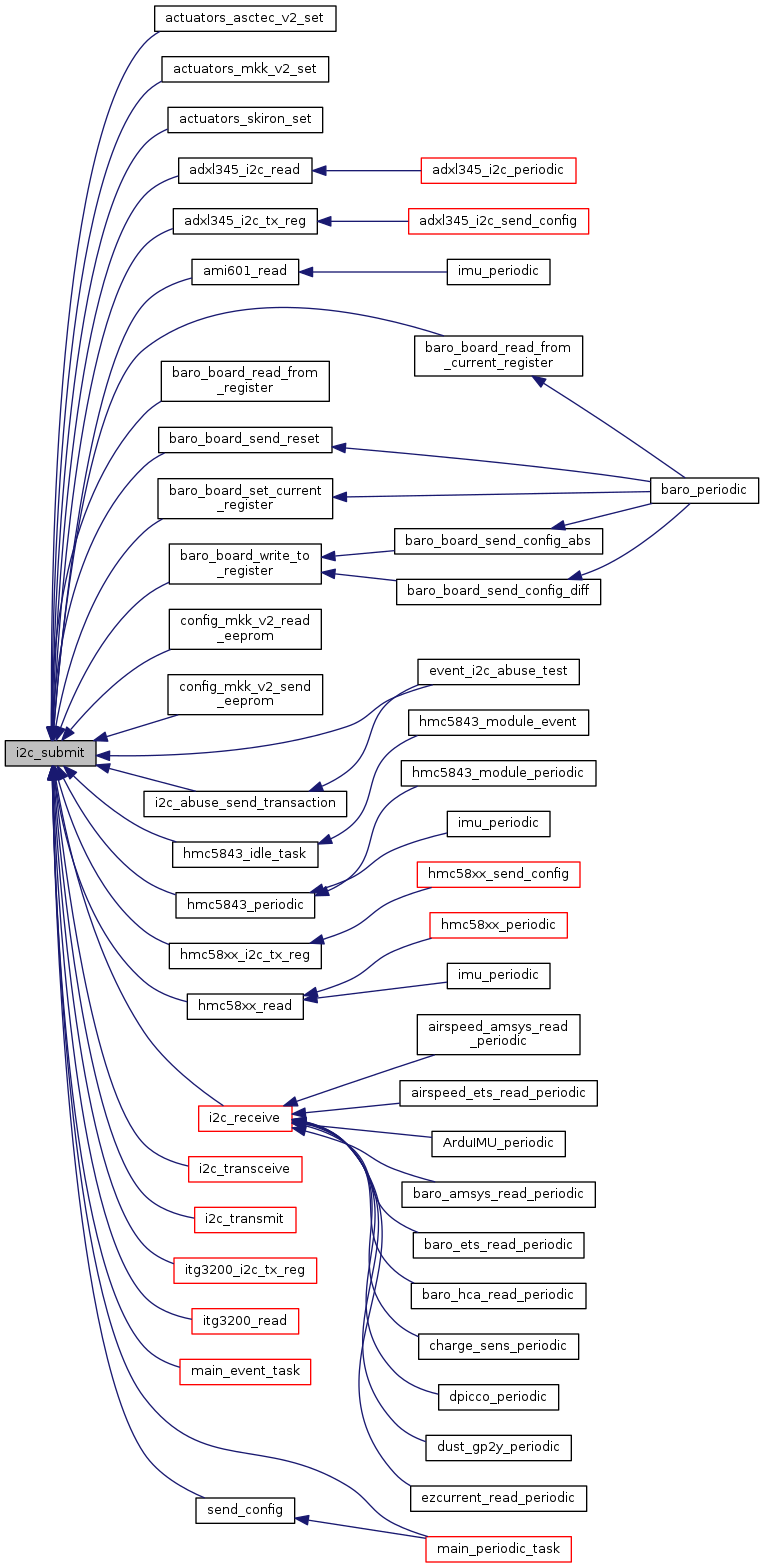 actuators_asctec_v2_set
actuators_mkk_v2_set
actuators_skiron_set
adxl345_i2c_read
adxl345_i2c_periodic
adxl345_i2c_tx_reg
adxl345_i2c_send_config
ami601_read
imu_periodic
baro_board_read_from
_current_register
baro_board_read_from
_register
baro_board_send_reset
baro_board_set_current
_register
baro_periodic
baro_board_write_to
_register
baro_board_send_config_abs
baro_board_send_config_diff
config_mkk_v2_read
_eeprom
config_mkk_v2_send
_eeprom
event_i2c_abuse_test
hmc5843_module_event
i2c_submit
hmc5843_module_periodic
i2c_abuse_send_transaction
imu_periodic
hmc5843_idle_task
hmc58xx_send_config
hmc5843_periodic
hmc58xx_periodic
hmc58xx_i2c_tx_reg
imu_periodic
hmc58xx_read
airspeed_amsys_read
_periodic
airspeed_ets_read_periodic
i2c_receive
ArduIMU_periodic
i2c_transceive
baro_amsys_read_periodic
i2c_transmit
baro_ets_read_periodic
itg3200_i2c_tx_reg
baro_hca_read_periodic
itg3200_read
charge_sens_periodic
main_event_task
dpicco_periodic
dust_gp2y_periodic
ezcurrent_read_periodic
send_config
main_periodic_task